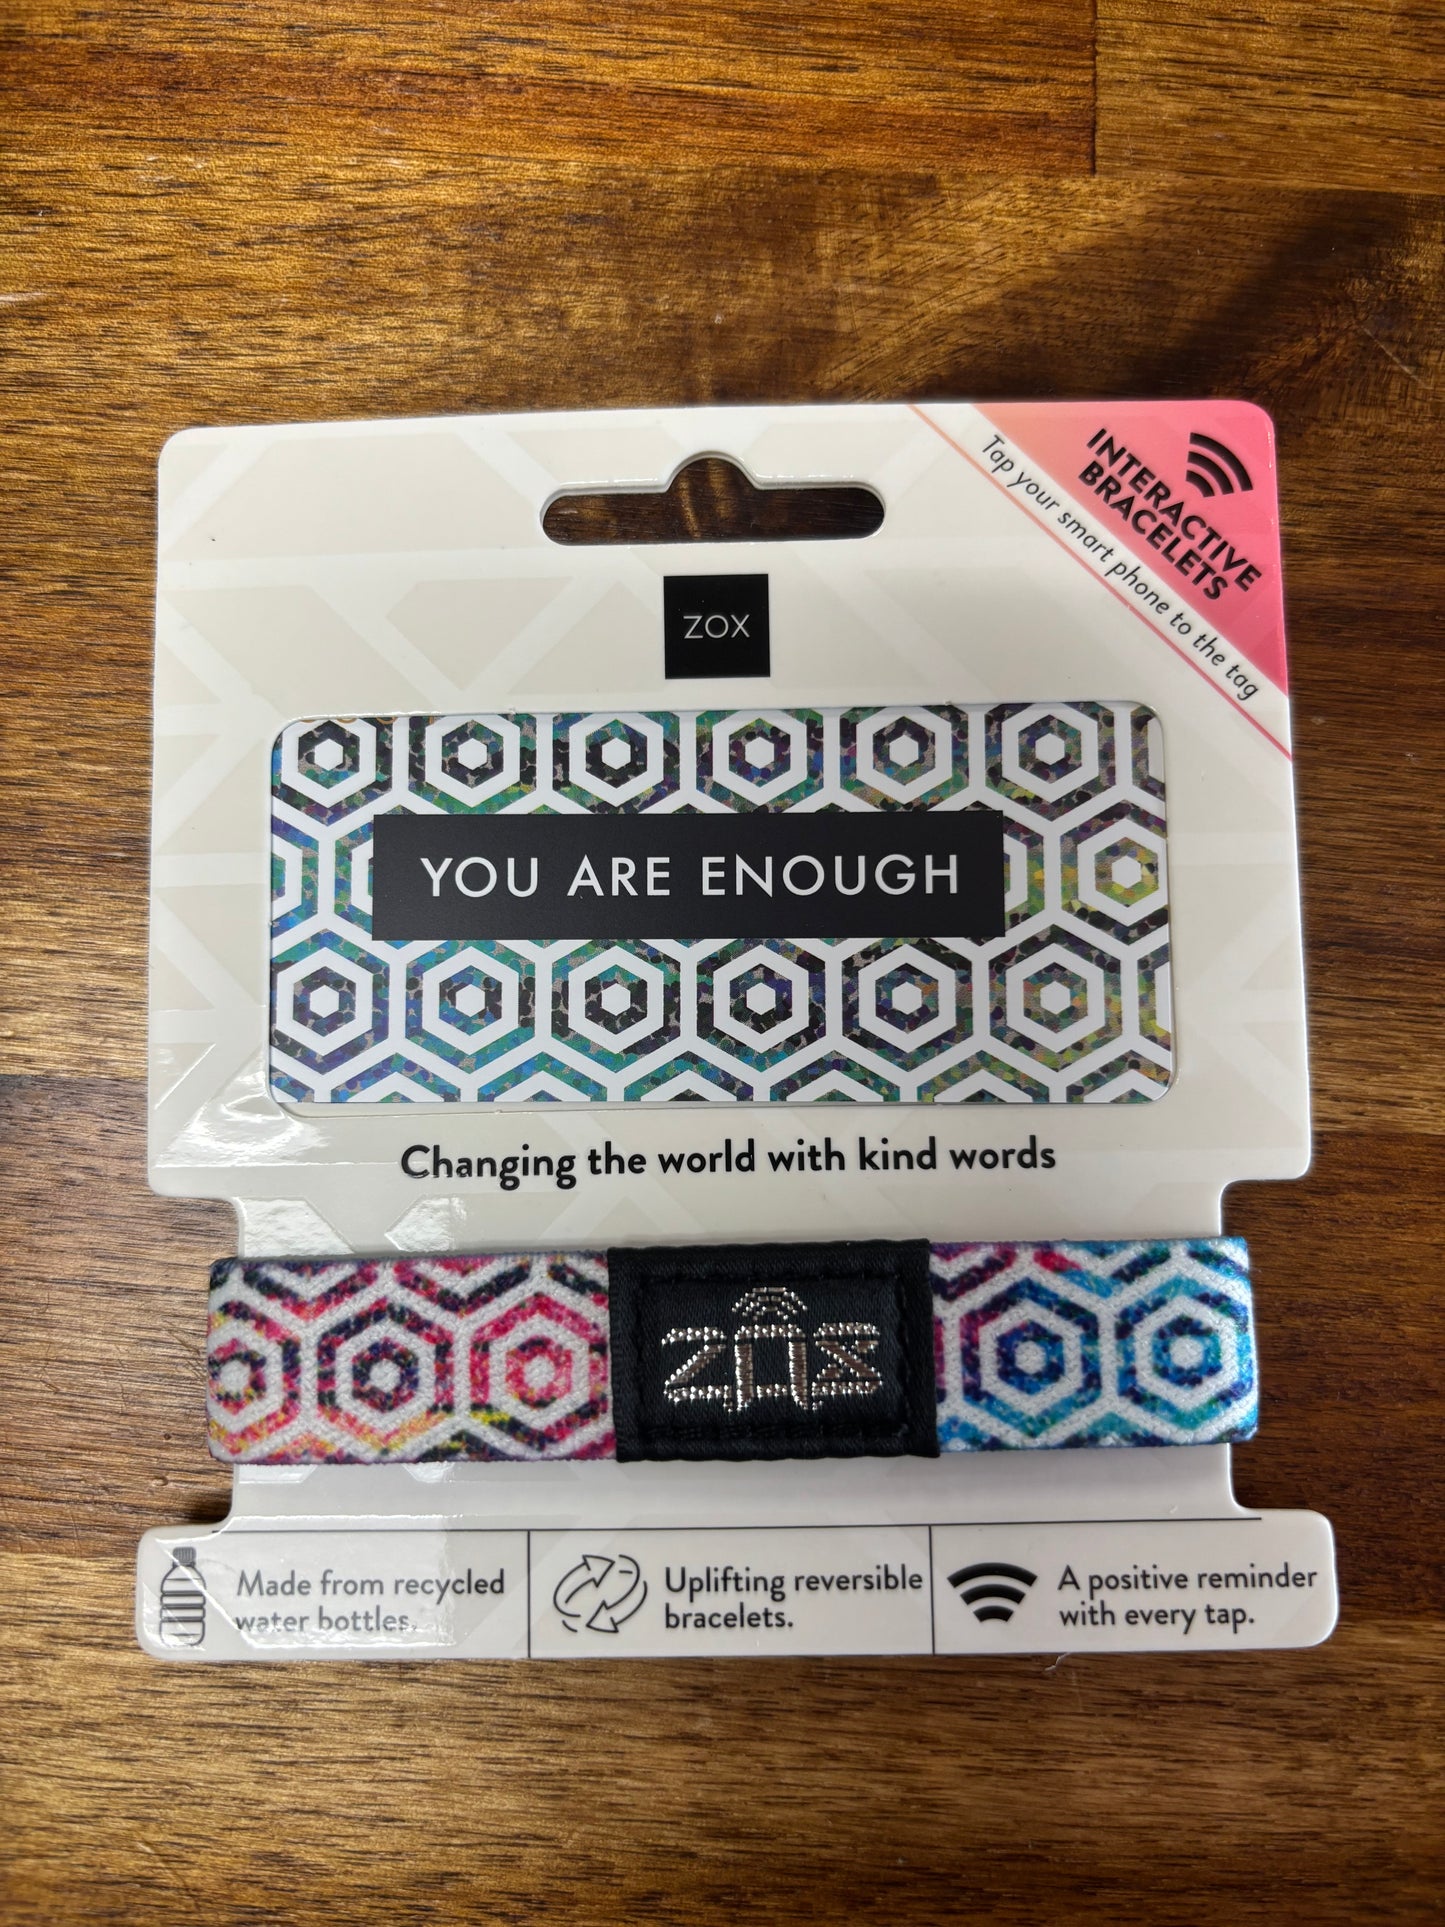 INTERACTIVE
BRACELETS
Tap your smart phone to the tag
ZOX
YOU ARE ENOUGH
Changing the world with kind words
ZOX
Made from recycled
water bottles.
Uplifting reversible
bracelets.
A positive reminder
with every tap.